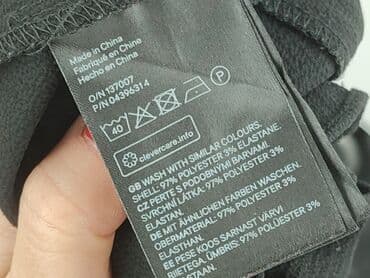 Made in China
Fabriqué en Chine
Hecho en China
O/N 137007
P/N 04396314
40
P
clevercare.info
GB WASH WITH SIMILAR COLOURS.
SHELL: 97% POLYESTER 3% ELASTANE.
CZ PERTE S PODOBNÝMI BARVAMI.
SVRCHNÍ LÁTKA: 97% POLYESTER 3%
ELASTAN.
DE MIT ÄHNLICHEN FARBEN WASCHEN.
OBERMATERIAL: 97% POLYESTER 3%
ELASTHAN.
EE PESE KOOS SARNAST VÄRVI
RIIETEGA. ÜMBRIS: 97% POLÜESTER 3%